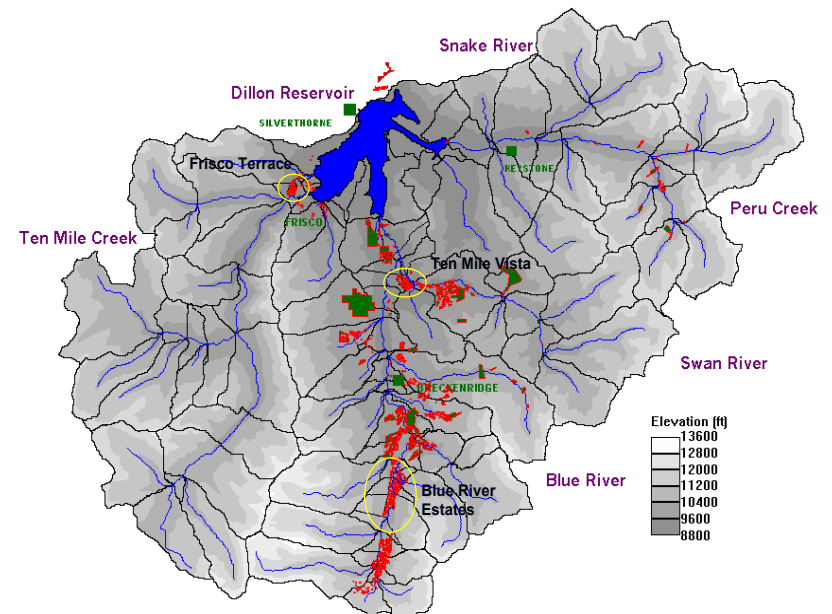 Snake River
Dillon Reservoir
SILVERTHORNE
Frisco Terrace
KEYSTONE
Peru Creek
FRISCO
Ten Mile Creek
Ten Mile Vista
Swan River
BRECKENRIDGE
Elevation (ft)
13600
12800
12000
11200
10400
9600
8800
Blue River
Blue River
Estates